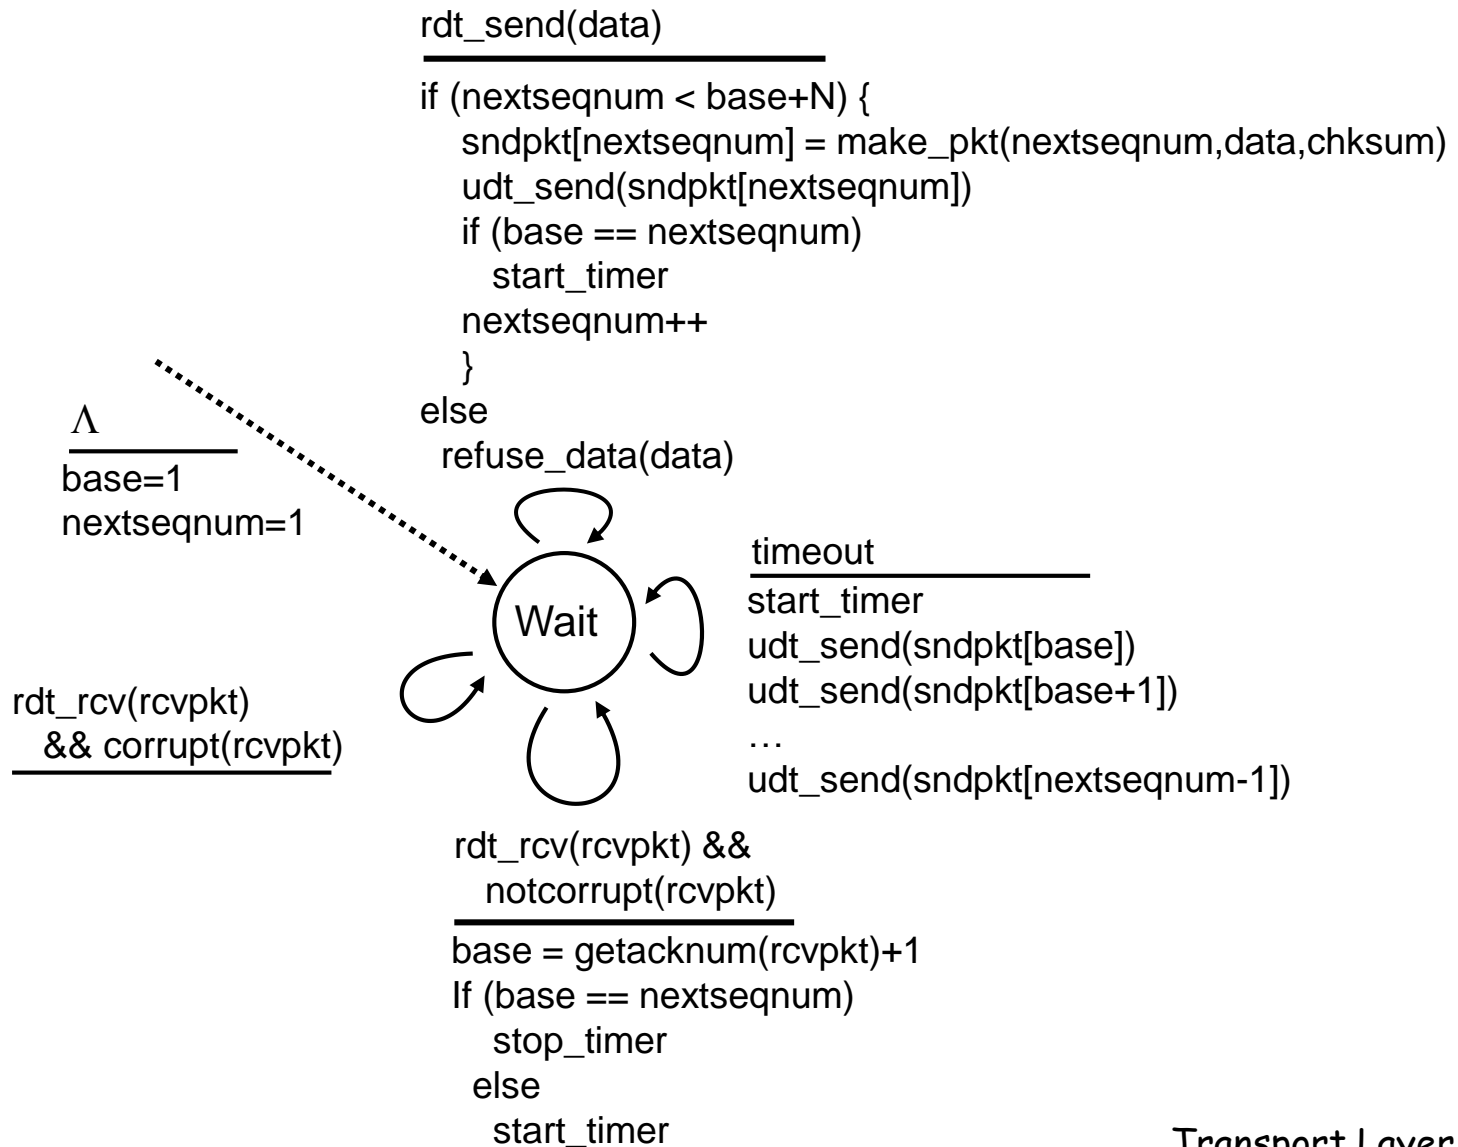 rdt_send(data)
if (nextseqnum < base+N) {
sndpkt[nextseqnum] = make_pkt(nextseqnum,data,chksum)
udt_send(sndpkt[nextseqnum])
if (base == nextseqnum)
start_timer
nextseqnum++
}
else
refuse_data(data)
Λ
base=1
nextseqnum=1
Wait
timeout
start_timer
udt_send(sndpkt[base])
udt_send(sndpkt[base+1])
…
udt_send(sndpkt[nextseqnum-1])
rdt_rcv(rcvpkt)
&& corrupt(rcvpkt)
rdt_rcv(rcvpkt) &&
notcorrupt(rcvpkt)
base = getacknum(rcvpkt)+1
If (base == nextseqnum)
stop_timer
else
start_timer
Transport Layer